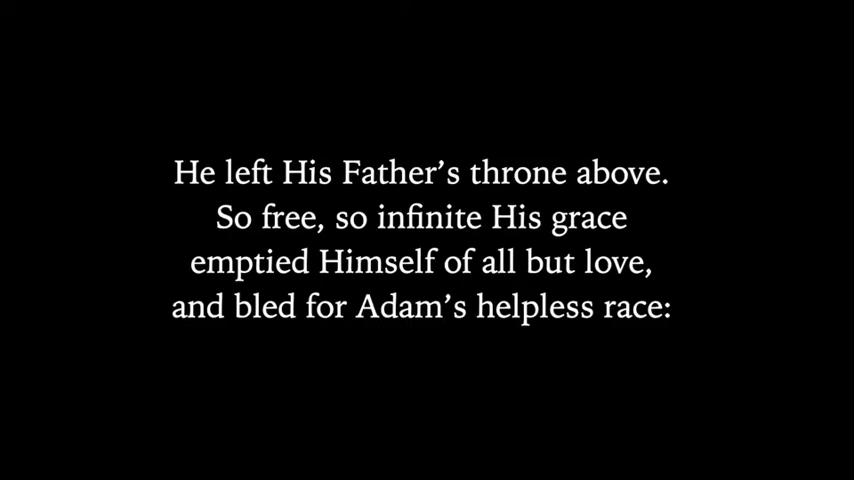 He left His Father’s throne above.
So free, so infinite His grace
emptied Himself of all but love,
and bled for Adam’s helpless race: